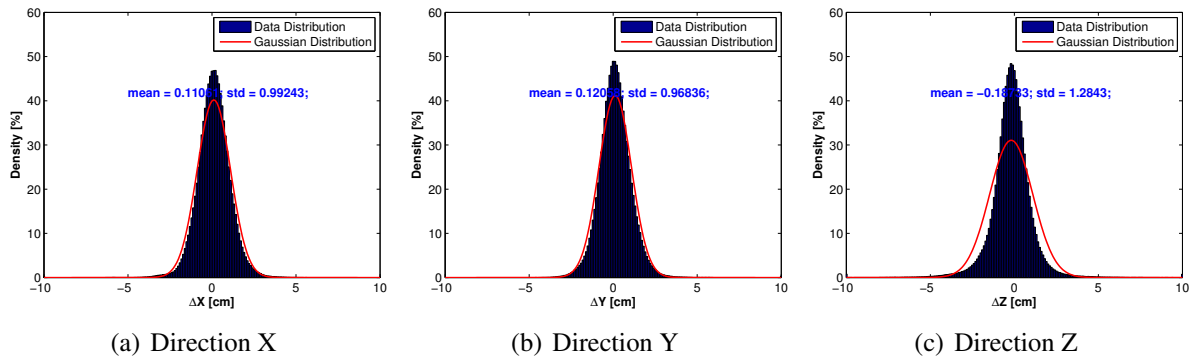 60
50
40
30
20
10
0
Density [%]
Data Distribution
Gaussian Distribution
std = 0.99243;
−10 −5 0 5 10
ΔX [cm]
(a) Direction X
60
50
40
30
20
10
0
Density [%]
Data Distribution
Gaussian Distribution
std = 0.96836;
−10 −5 0 5 10
ΔY [cm]
(b) Direction Y
60
50
40
30
20
10
0
Density [%]
Data Distribution
Gaussian Distribution
std = 1.2843;
−10 −5 0 5 10
ΔZ [cm]
(c) Direction Z